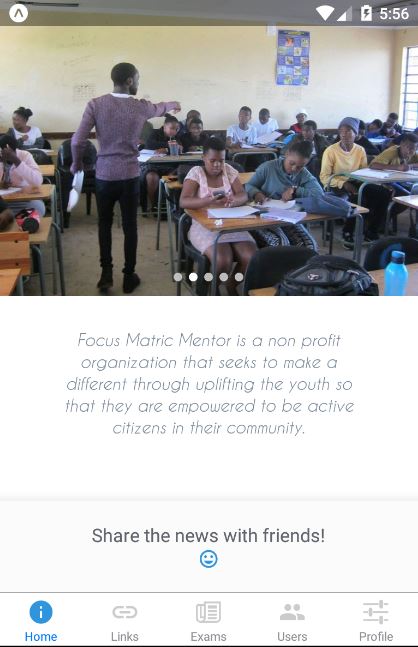 5:56
Focus Matric Mentor is a non profit
organization that seeks to make a
different through uplifting the youth so
that they are empowered to be active
citizens in their community.
Share the news with friends!
Home Links Exams Users Profile